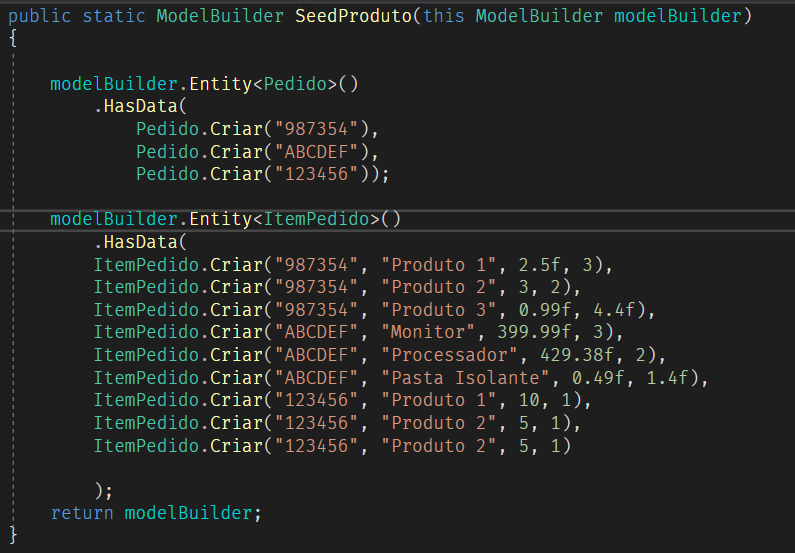 public static ModelBuilder SeedProduto(this ModelBuilder modelBuilder)
{
modelBuilder.Entity<Pedido>()
.HasData(
Pedido.Criar("987354"),
Pedido.Criar("ABCDEF"),
Pedido.Criar("123456"));
modelBuilder.Entity<ItemPedido>()
.HasData(
ItemPedido.Criar("987354", "Produto 1", 2.5f, 3),
ItemPedido.Criar("987354", "Produto 2", 3, 2),
ItemPedido.Criar("987354", "Produto 3", 0.99f, 4.4f),
ItemPedido.Criar("ABCDEF", "Monitor", 399.99f, 3),
ItemPedido.Criar("ABCDEF", "Processador", 429.38f, 2),
ItemPedido.Criar("ABCDEF", "Pasta Isolante", 0.49f, 1.4f),
ItemPedido.Criar("123456", "Produto 1", 10, 1),
ItemPedido.Criar("123456", "Produto 2", 5, 1),
ItemPedido.Criar("123456", "Produto 2", 5, 1)
);
return modelBuilder;
}